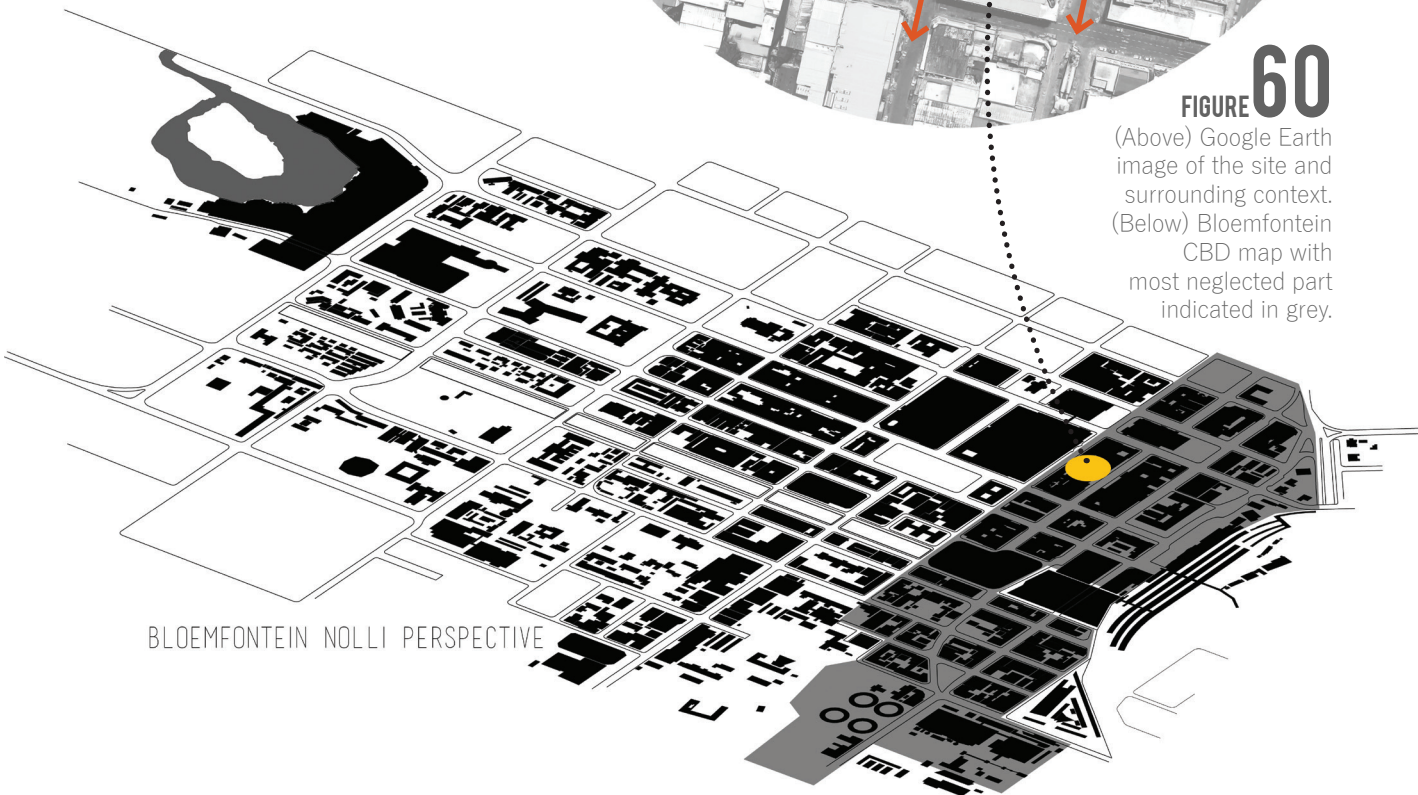 FIGURE 60
(Above) Google Earth
image of the site and
surrounding context.
(Below) Bloemfontein
CBD map with
most neglected part
indicated in grey.
BLOEMFONTEIN NOLLI PERSPECTIVE